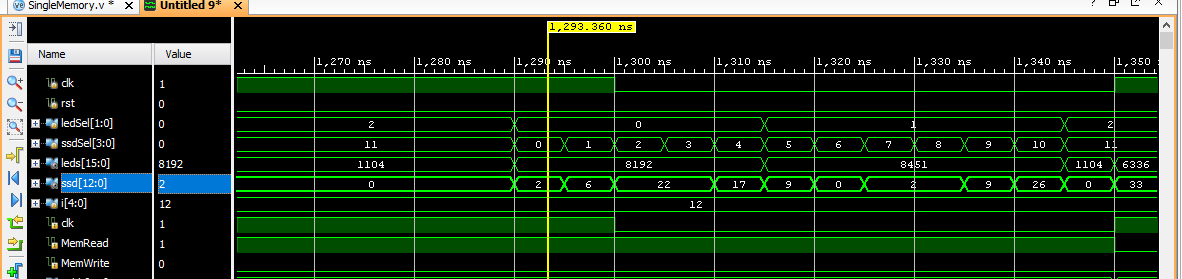 SingleMemory.v * Untitled 9*
1,293.360 ns
Name Value
1,270 ns 1,280 ns 1,290 ns 1,300 ns 1,310 ns 1,320 ns 1,330 ns 1,340 ns 1,350
clk 1
rst 0
ledSel[1:0] 0 2 0 1 2
ssdSel[3:0] 0 11 0 1 2 3 4 5 6 7 8 9 10 11
leds[15:0] 8192 1104 8192 8451 1104 6336
ssd[12:0] 2 0 2 6 22 17 9 0 2 9 26 0 33
i[4:0] 12 12
clk 1
MemRead 1
MemWrite 0